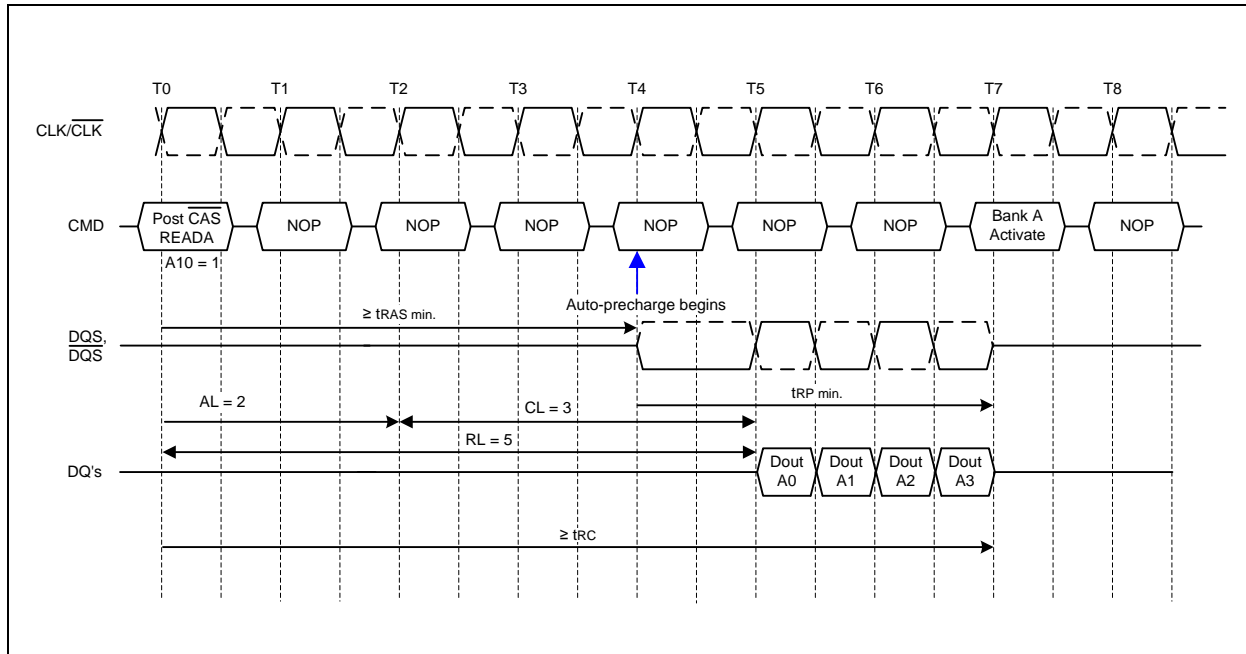 T0 T1 T2 T3 T4 T5 T6 T7 T8
CLK/CLK
CMD
Post CAS
READA
NOP NOP NOP NOP NOP NOP
Bank A
Activate
NOP
A10 = 1
Auto-precharge begins
≥ tRAS min.
DQS,
DQS
tRP min.
AL = 2
CL = 3
RL = 5
DQ's
Dout
A0
Dout
A1
Dout
A2
Dout
A3
≥ tRC